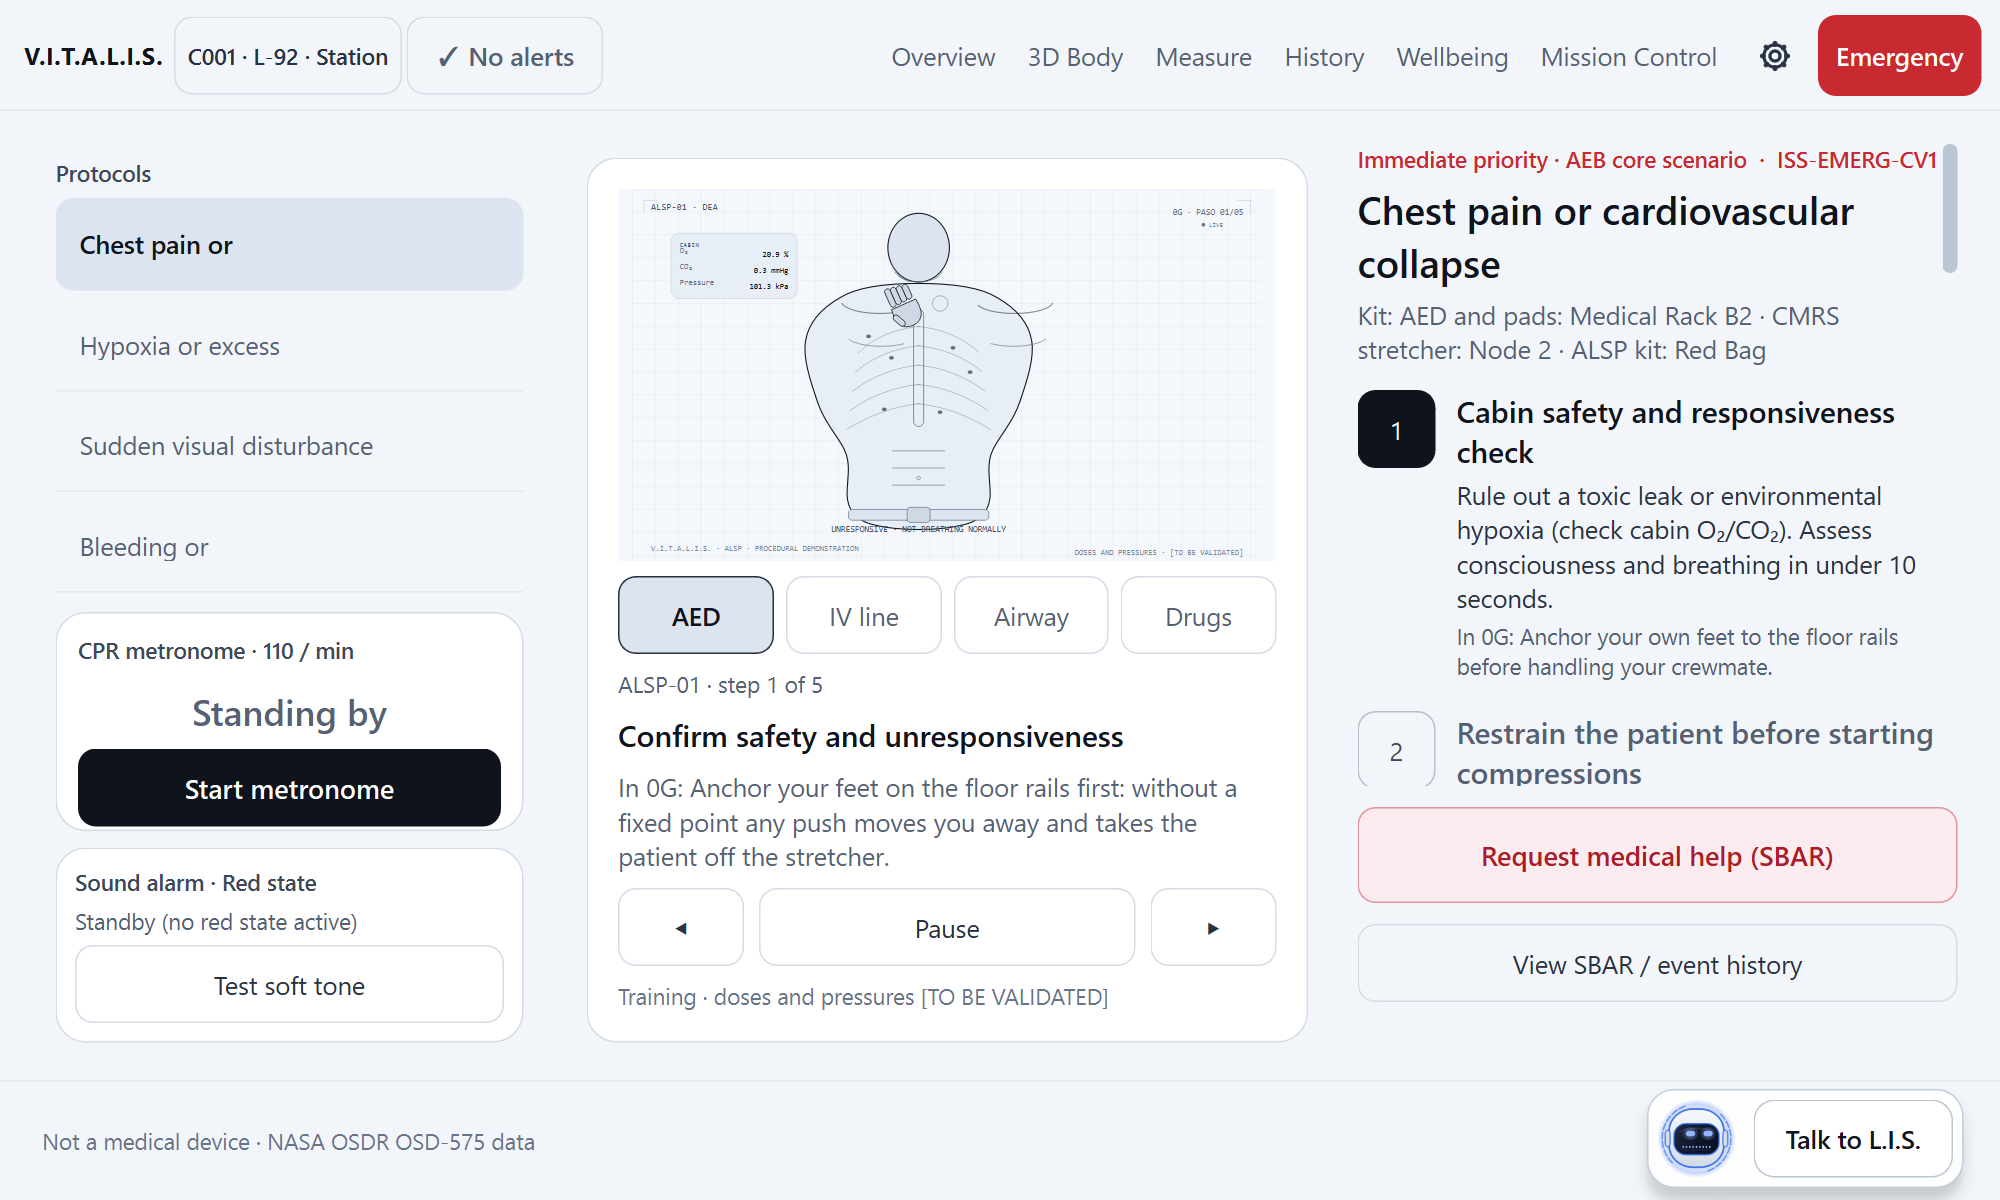 V.I.T.A.L.I.S.
C001 · L-92 · Station
✓ No alerts
Overview
3D Body
Measure
History
Wellbeing
Mission Control
Emergency
Protocols
Chest pain or
Hypoxia or excess
Sudden visual disturbance
Bleeding or
CPR metronome · 110 / min
Standing by
Start metronome
Sound alarm · Red state
Standby (no red state active)
Test soft tone
ALSP-01 · DEA
0G · PASO 01/05
● LIVE
CABIN
O₂ 20.9 %
CO₂ 0.3 mmHg
Pressure 101.3 kPa
UNRESPONSIVE · NOT BREATHING NORMALLY
V.I.T.A.L.I.S. · ALSP · PROCEDURAL DEMONSTRATION
DOSES AND PRESSURES · [TO BE VALIDATED]
AED
IV line
Airway
Drugs
ALSP-01 · step 1 of 5
Confirm safety and unresponsiveness
In 0G: Anchor your feet on the floor rails first: without a
fixed point any push moves you away and takes the
patient off the stretcher.
◄
Pause
►
Training · doses and pressures [TO BE VALIDATED]
Immediate priority · AEB core scenario · ISS-EMERG-CV1
Chest pain or cardiovascular
collapse
Kit: AED and pads: Medical Rack B2 · CMRS
stretcher: Node 2 · ALSP kit: Red Bag
1
Cabin safety and responsiveness
check
Rule out a toxic leak or environmental
hypoxia (check cabin O₂/CO₂). Assess
consciousness and breathing in under 10
seconds.
In 0G: Anchor your own feet to the floor rails
before handling your crewmate.
2
Restrain the patient before starting
compressions
Request medical help (SBAR)
View SBAR / event history
Not a medical device · NASA OSDR OSD-575 data
Talk to L.I.S.